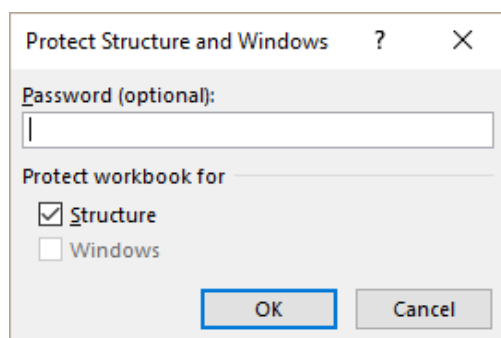 Protect Structure and Windows ?
Password (optional):
Protect workbook for
Structure
Windows
OK Cancel